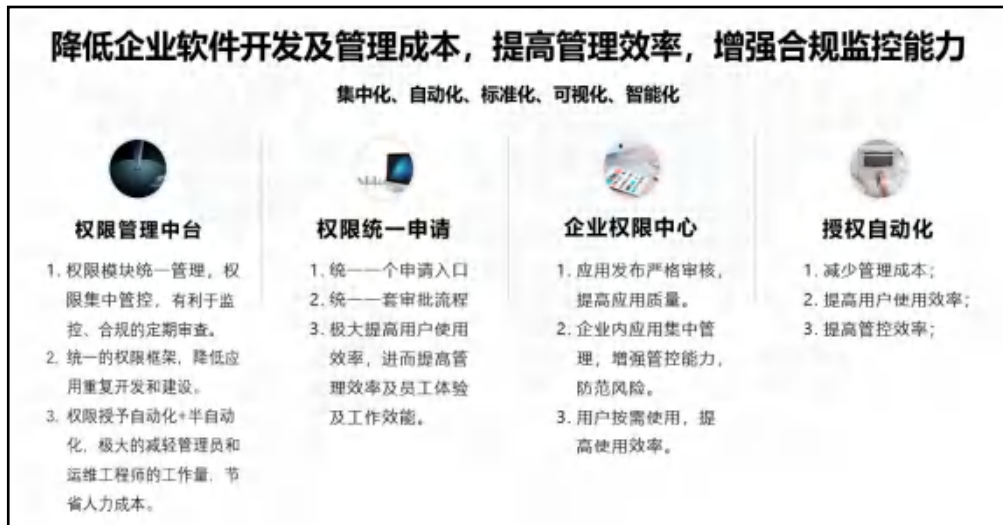 降低企业软件开发及管理成本，提高管理效率，增强合规监控能力
集中化、自动化、标准化、可视化、智能化
权限管理中台
1. 权限模块统一管理，权
限集中管控，有利于监
控、合规的定期审查。
2. 统一的权限框架，降低应
用重复开发和建设。
3. 权限授予自动化+半自动
化，极大的减轻管理员和
运维工程师的工作量，节
省人力成本。
权限统一申请
1. 统一一个申请入口
2. 统一一套审批流程
3. 极大提高用户使用
效率，进而提高管
理效率及员工体验
及工作效能。
企业权限中心
1. 应用发布严格审核，
提高应用质量。
2. 企业内应用集中管
理，增强管控能力，
防范风险。
3. 用户按需使用，提
高使用效率。
授权自动化
1. 减少管理成本；
2. 提高用户使用效率；
3. 提高管控效率；